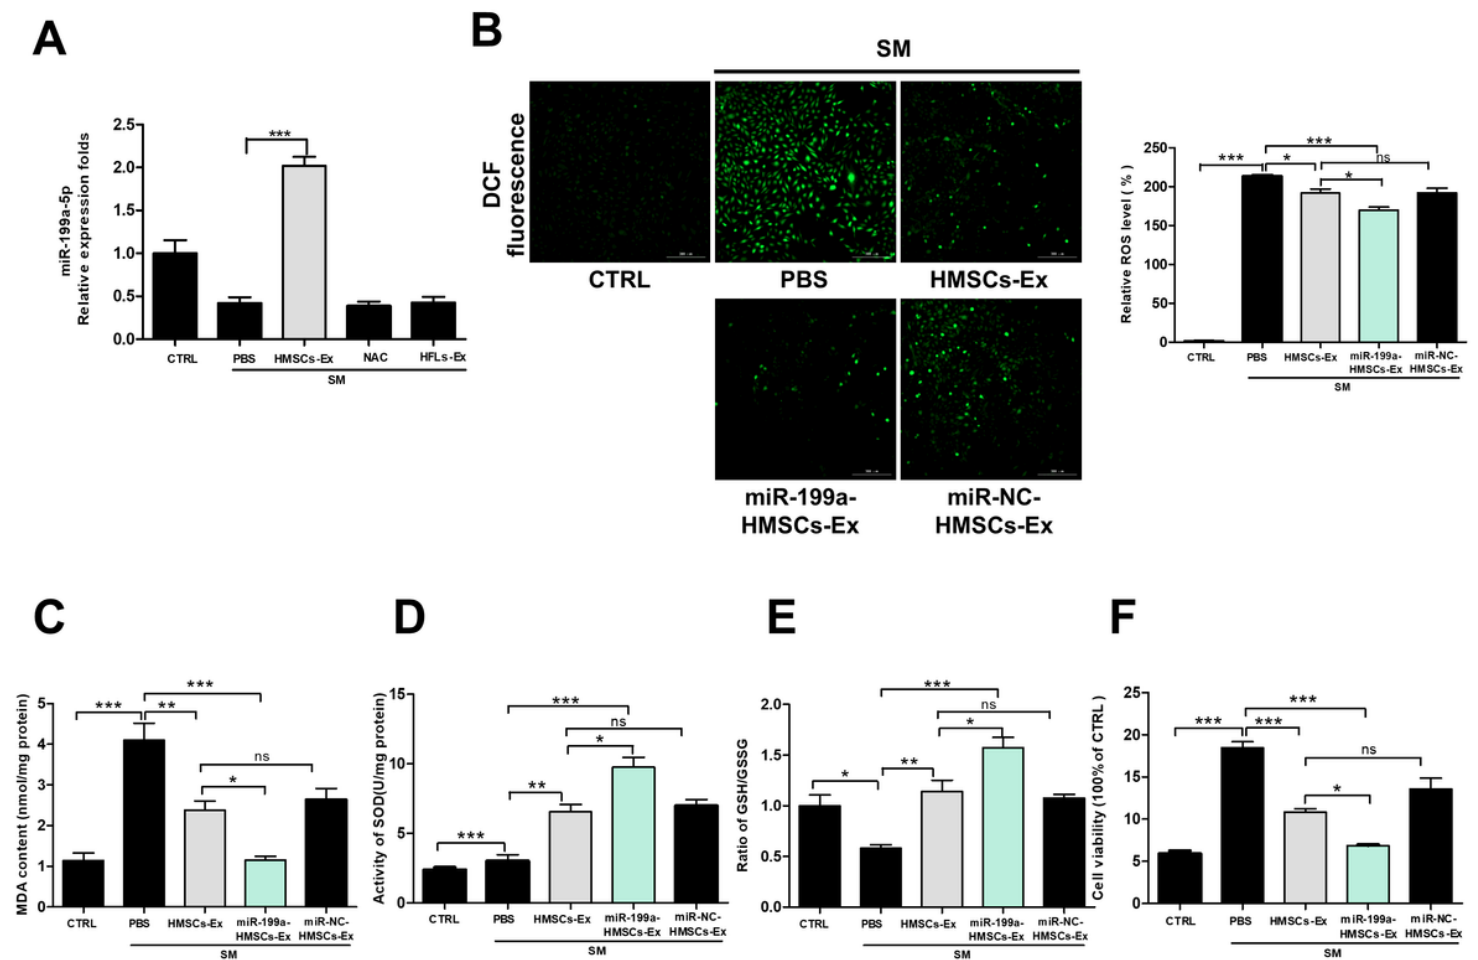 A
miR-199a-5p
Relative expression folds
2.5
2.0
1.5
1.0
0.5
0.0
***
CTRL
PBS
HMSCs-Ex
NAC
HFLs-Ex
SM
B
SM
DCF
fluorescence
CTRL
PBS
HMSCs-Ex
miR-199a-
HMSCs-Ex
miR-NC-
HMSCs-Ex
Relative ROS level ( % )
250
200
150
100
50
0
***
***
*
ns
*
CTRL
PBS
HMSCs-Ex
miR-199a-
HMSCs-Ex
miR-NC-
HMSCs-Ex
SM
C
MDA content (nmol/mg protein)
5
4
3
2
1
0
***
***
**
ns
*
CTRL
PBS
HMSCs-Ex
miR-199a-
HMSCs-Ex
miR-NC-
HMSCs-Ex
SM
D
Activity of SOD(U/mg protein)
15
10
5
0
***
ns
*
**
***
CTRL
PBS
HMSCs-Ex
miR-199a-
HMSCs-Ex
miR-NC-
HMSCs-Ex
SM
E
Ratio of GSH/GSSG
2.0
1.5
1.0
0.5
0.0
***
ns
*
**
*
CTRL
PBS
HMSCs-Ex
miR-199a-
HMSCs-Ex
miR-NC-
HMSCs-Ex
SM
F
Cell viability (100% of CTRL )
25
20
15
10
5
0
***
***
***
ns
*
CTRL
PBS
HMSCs-Ex
miR-199a-
HMSCs-Ex
miR-NC-
HMSCs-Ex
SM